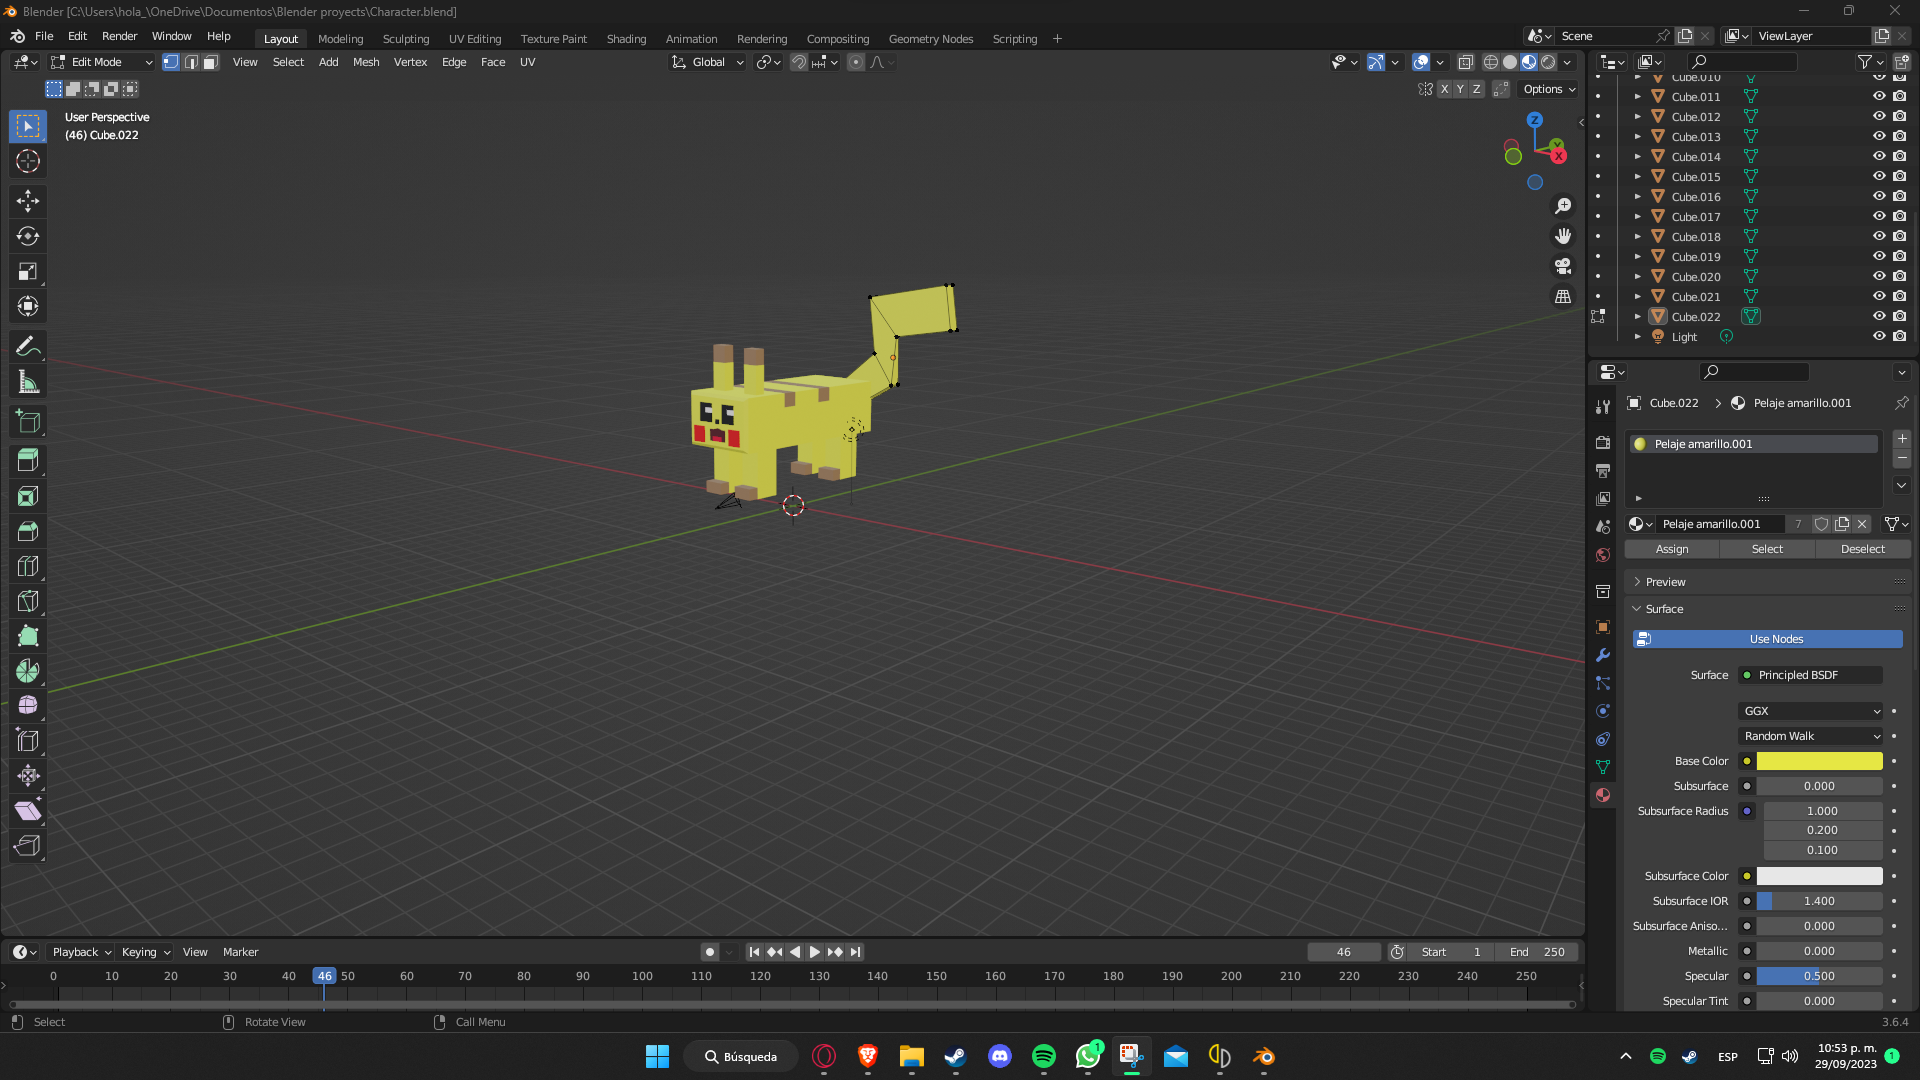 Blender [C:\Users\hola_\OneDrive\Documentos\Blender proyects\Character.blend]
File Edit Render Window Help Layout Modeling Sculpting UV Editing Texture Paint Shading Animation Rendering Compositing Geometry Nodes Scripting + Scene ViewLayer
Edit Mode View Select Add Mesh Vertex Edge Face UV Global
X Y Z Options
User Perspective
(46) Cube.022
Z
Y
X
Cube.010
Cube.011
Cube.012
Cube.013
Cube.014
Cube.015
Cube.016
Cube.017
Cube.018
Cube.019
Cube.020
Cube.021
Cube.022
Light
Cube.022 > Pelaje amarillo.001
Pelaje amarillo.001
Pelaje amarillo.001 7
Assign Select Deselect
Preview
Surface
Use Nodes
Surface Principled BSDF
GGX
Random Walk
Base Color
Subsurface 0.000
Subsurface Radius 1.000
0.200
0.100
Subsurface Color
Subsurface IOR 1.400
Subsurface Aniso... 0.000
Metallic 0.000
Specular 0.500
Specular Tint 0.000
Playback Keying View Marker 46 Start 1 End 250
0 10 20 30 40 46 50 60 70 80 90 100 110 120 130 140 150 160 170 180 190 200 210 220 230 240 250
Select Rotate View Call Menu 3.6.4
Búsqueda 1 ESP 10:53 p. m. 1
29/09/2023